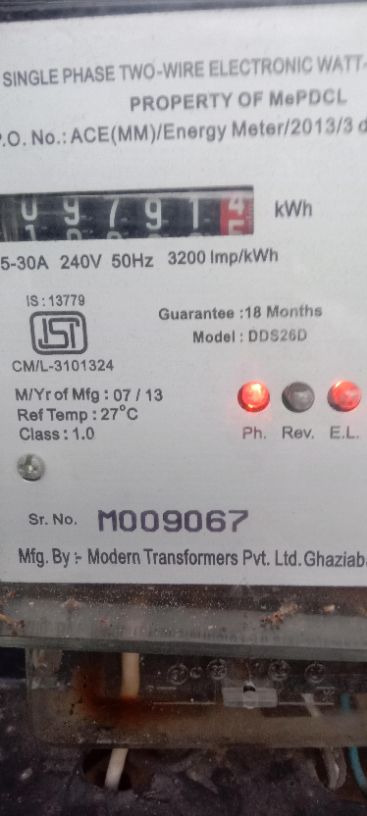 SINGLE PHASE TWO-WIRE ELECTRONIC WATT-
PROPERTY OF MePDCL
P.O. No.: ACE(MM)/Energy Meter/2013/3 d
9791 4 kWh
5-30A 240V 50Hz 3200 Imp/kWh
IS : 13779
Guarantee :18 Months
Model : DDS26D
CM/L-3101324
M/Yr of Mfg : 07 / 13
Ref Temp : 27°C
Class : 1.0
Ph. Rev. E.L.
Sr. No. M009067
Mfg. By :- Modern Transformers Pvt. Ltd. Ghaziab